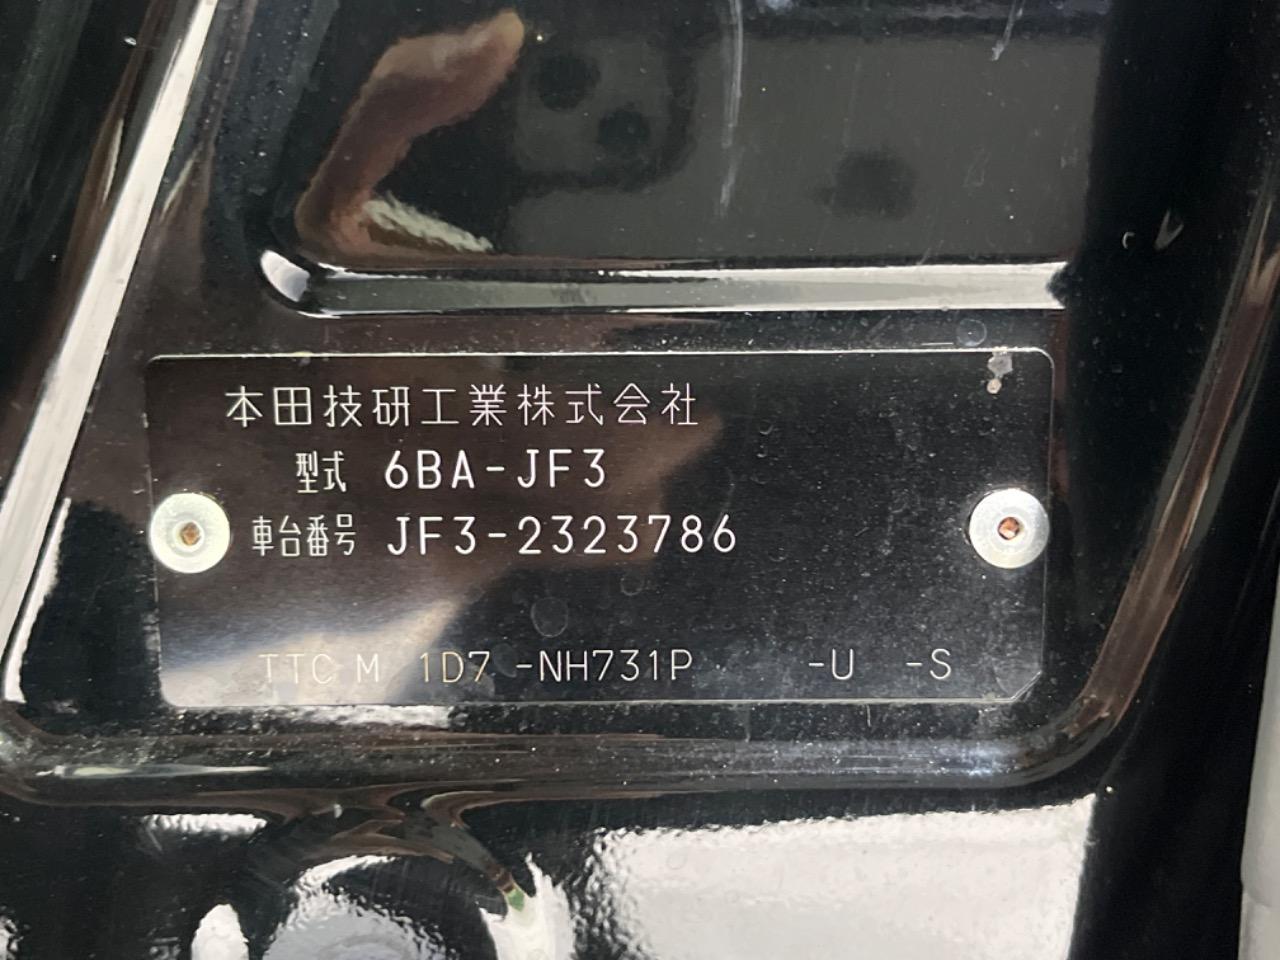 本田技研工業株式会社
型式 6BA-JF3
車台番号 JF3-2323786
TTC M 1D7 -NH731P -U -S